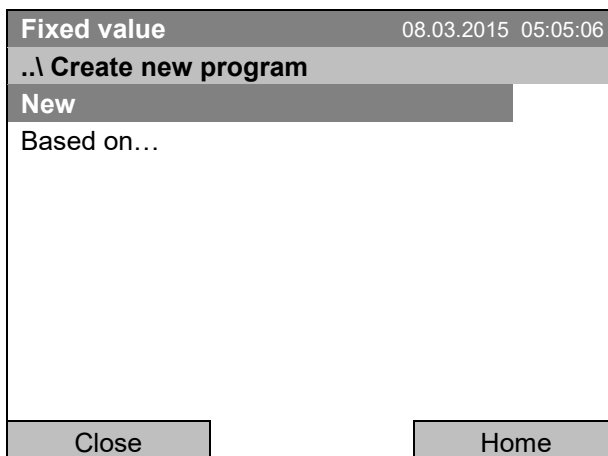 Fixed value 08.03.2015 05:05:06
..\ Create new program
New
Based on…
Close Home